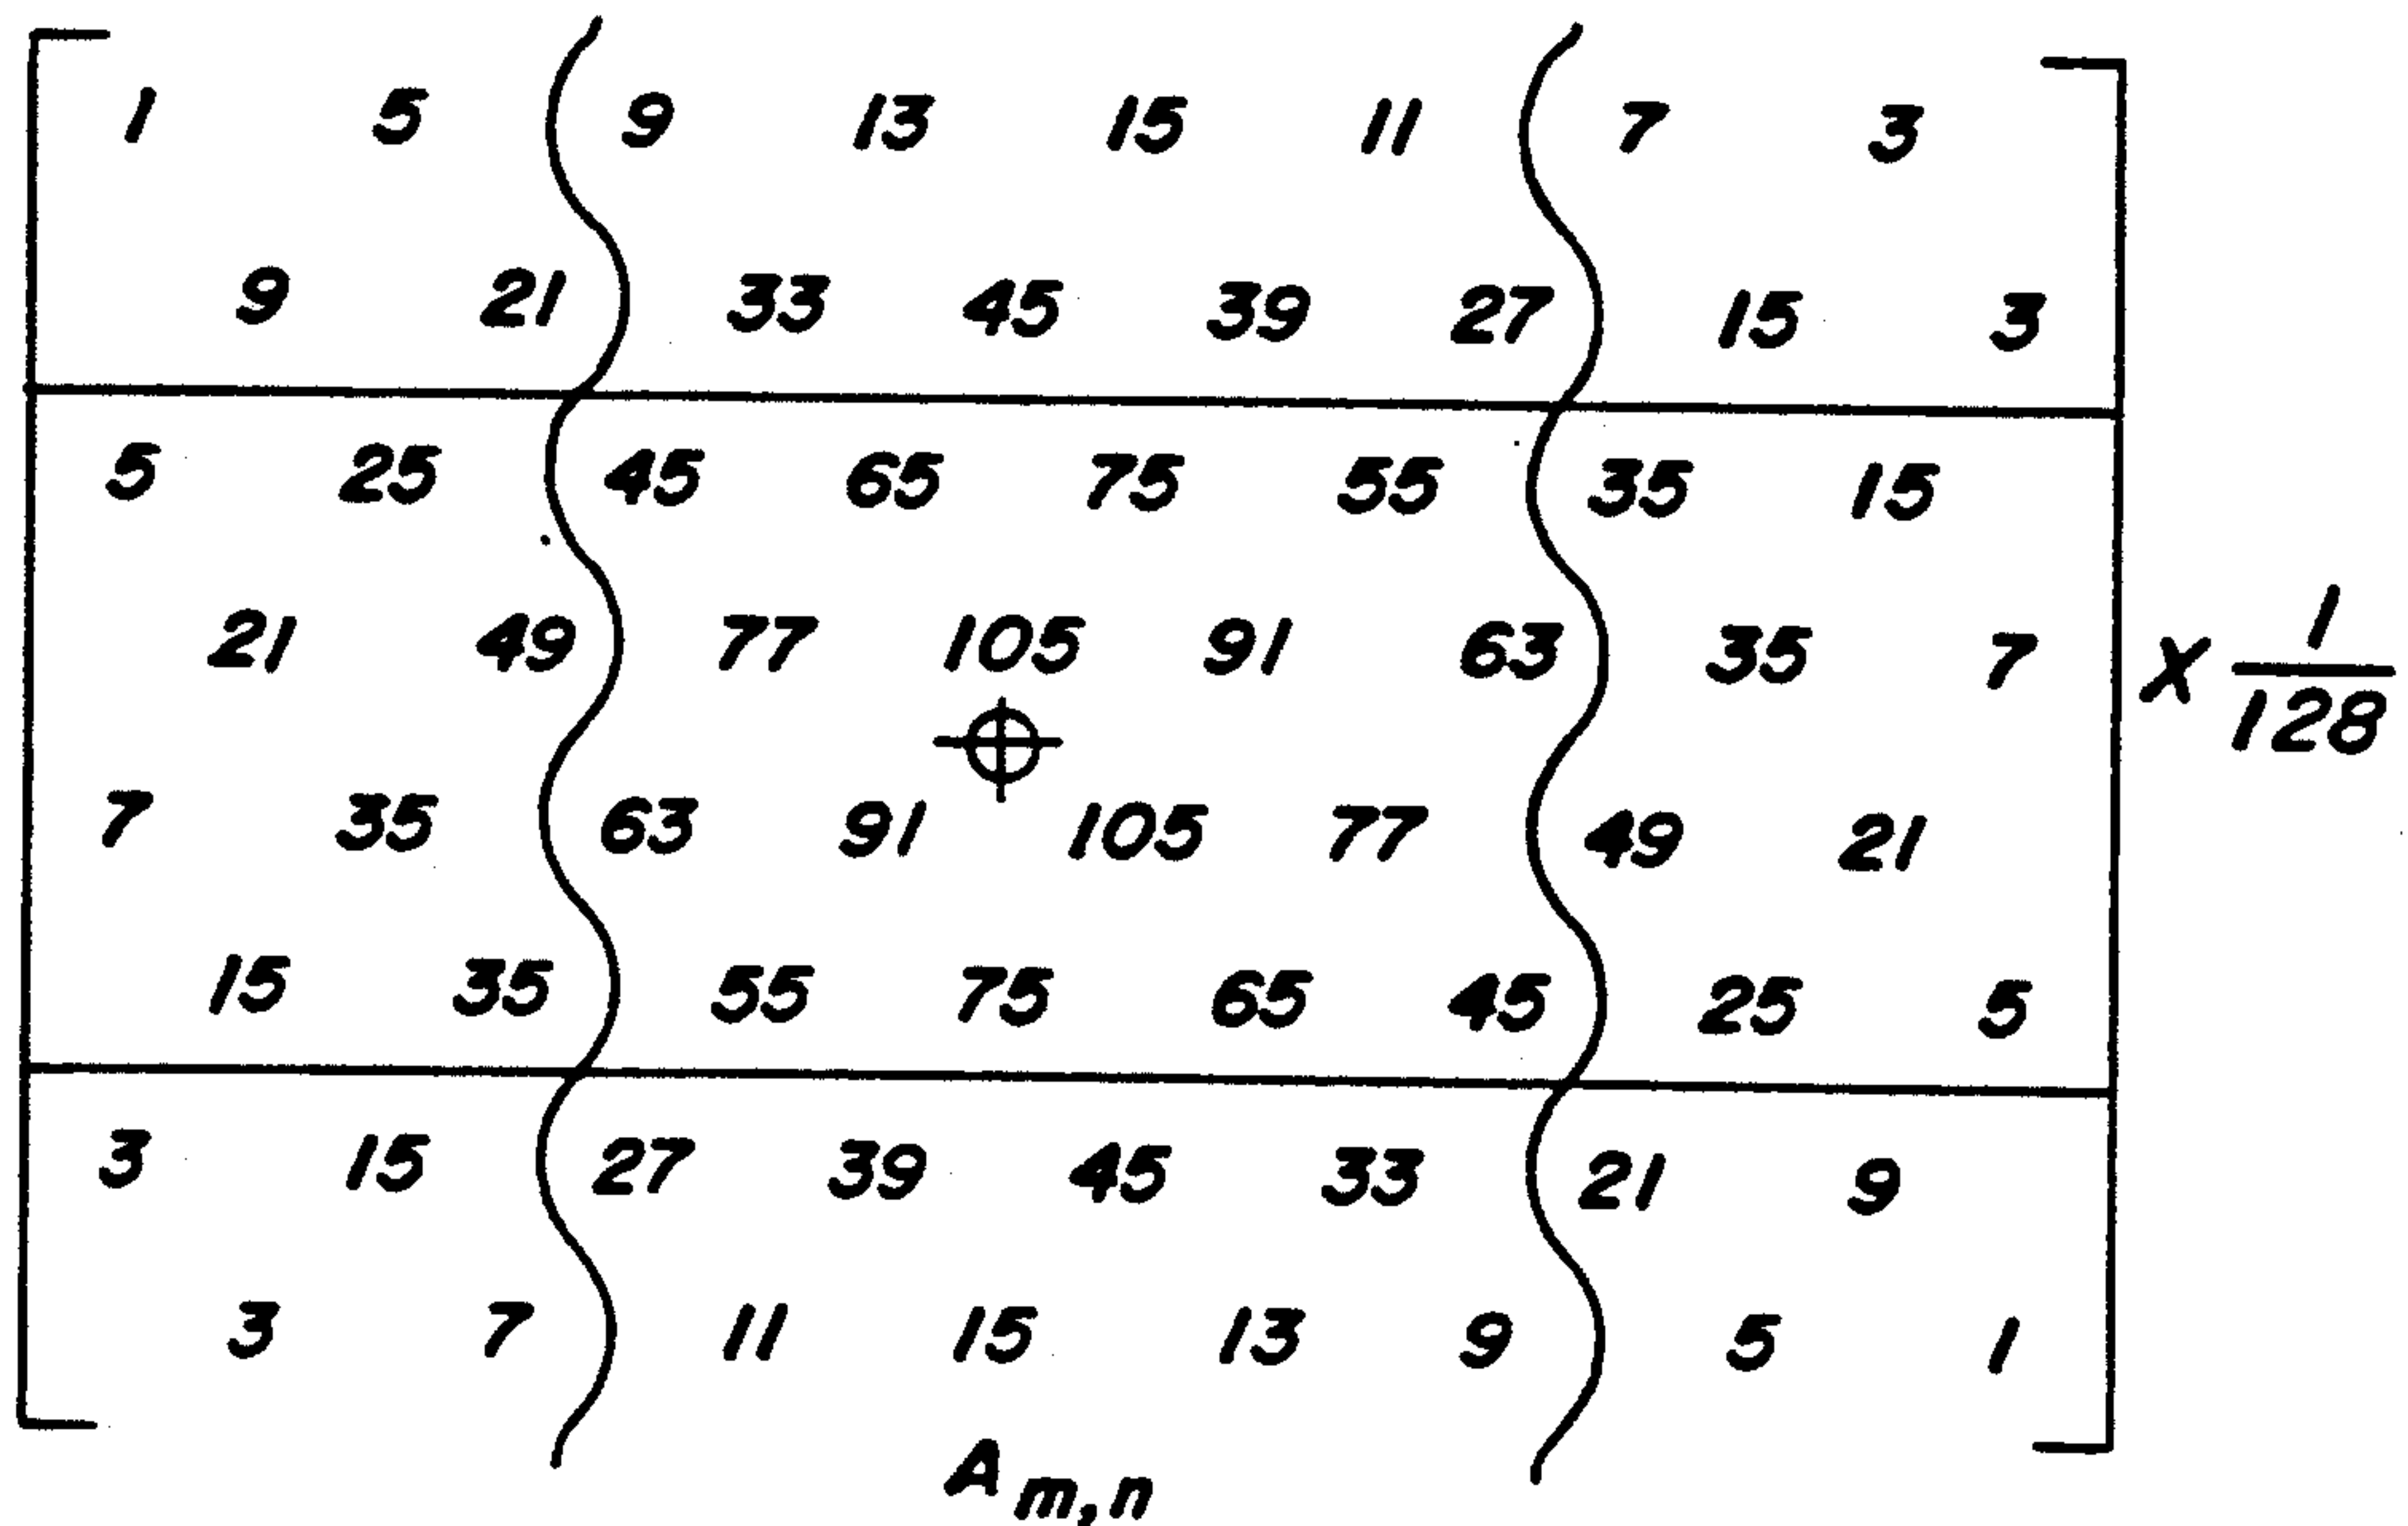 1 5 9 13 15 11 7 3
9 21 33 45 39 27 15 3
5 25 45 65 75 55 35 15
21 49 77 105 91 63 35 7
X 1/128
7 35 63 91 105 77 49 21
15 35 55 75 65 45 25 5
3 15 27 39 45 33 21 9
3 7 11 15 13 9 5 1
A m,n